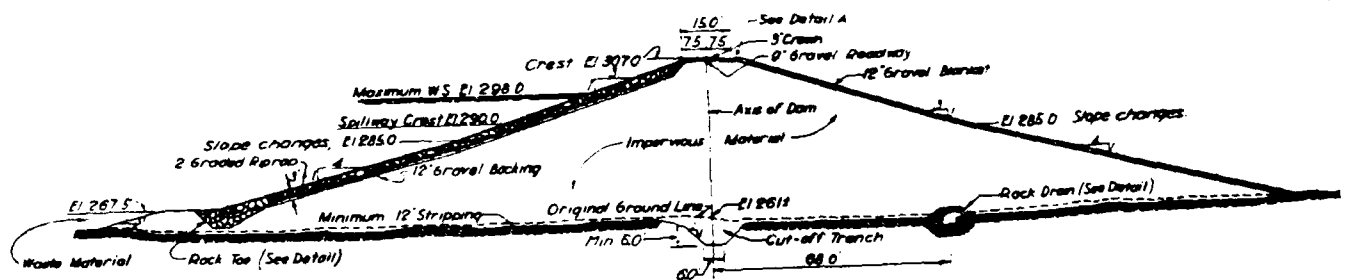 15.0
See Detail A
7.5 7.5
3" Crown
9" Gravel Roadway
Crest El 307.0
12" Gravel Blanket
Maximum WS El 298.0
Axis of Dam
Spillway Crest El 290.0
El 285.0 Slope changes
Slope changes, El 285.0
Impervious Material
2 Graded Riprap
12" Gravel Backing
Rock Drain (See Detail)
El 267.5
Original Ground Line
El 261±
Minimum 12" Stripping
Min 6.0
Cut-off Trench
Waste Material
Rock Toe (See Detail)
6.0
68.0